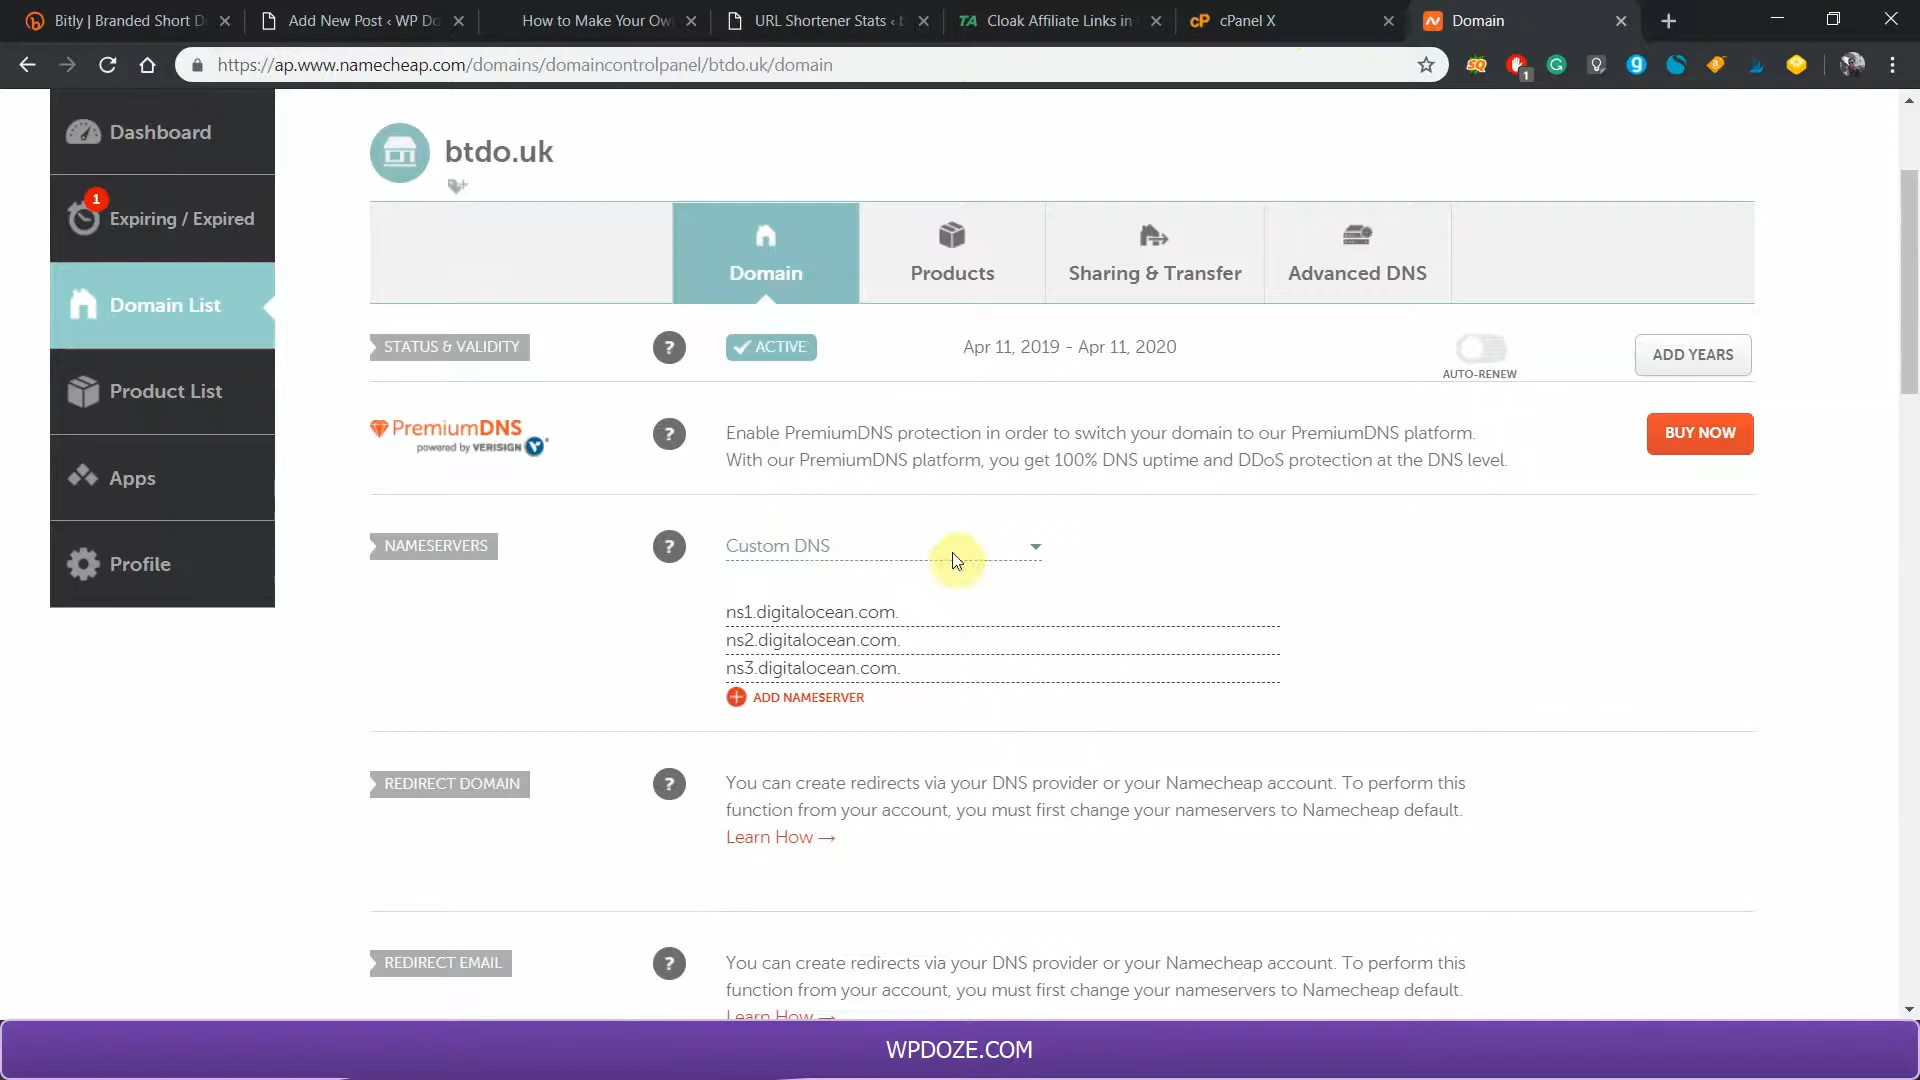 Bitly | Branded Short D
Add New Post ‹ WP Do
How to Make Your Ow
URL Shortener Stats ‹ b
TA Cloak Affiliate Links in
cP cPanel X
Domain
https://ap.www.namecheap.com/domains/domaincontrolpanel/btdo.uk/domain
SQ
1
G
g
a
Dashboard
1
Expiring / Expired
Domain List
Product List
Apps
Profile
btdo.uk
Domain
Products
Sharing & Transfer
Advanced DNS
STATUS & VALIDITY
?
ACTIVE
Apr 11, 2019 - Apr 11, 2020
AUTO-RENEW
ADD YEARS
PremiumDNS
powered by VERISIGN
?
Enable PremiumDNS protection in order to switch your domain to our PremiumDNS platform.
With our PremiumDNS platform, you get 100% DNS uptime and DDoS protection at the DNS level.
BUY NOW
NAMESERVERS
?
Custom DNS
ns1.digitalocean.com.
ns2.digitalocean.com.
ns3.digitalocean.com.
ADD NAMESERVER
REDIRECT DOMAIN
?
You can create redirects via your DNS provider or your Namecheap account. To perform this
function from your account, you must first change your nameservers to Namecheap default.
Learn How →
REDIRECT EMAIL
?
You can create redirects via your DNS provider or your Namecheap account. To perform this
function from your account, you must first change your nameservers to Namecheap default.
Learn How →
WPDOZE.COM